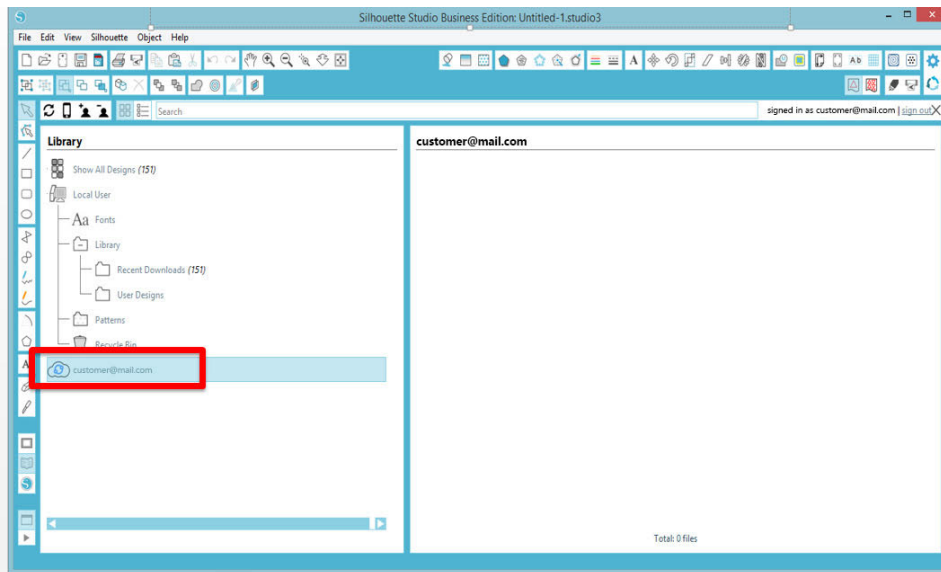 Silhouette Studio Business Edition: Untitled-1.studio3
File Edit View Silhouette Object Help
Search
signed in as customer@mail.com | sign out
Library
customer@mail.com
Show All Designs (151)
Local User
Aa Fonts
Library
Recent Downloads (151)
User Designs
Patterns
Recycle Bin
customer@mail.com
Total: 0 files